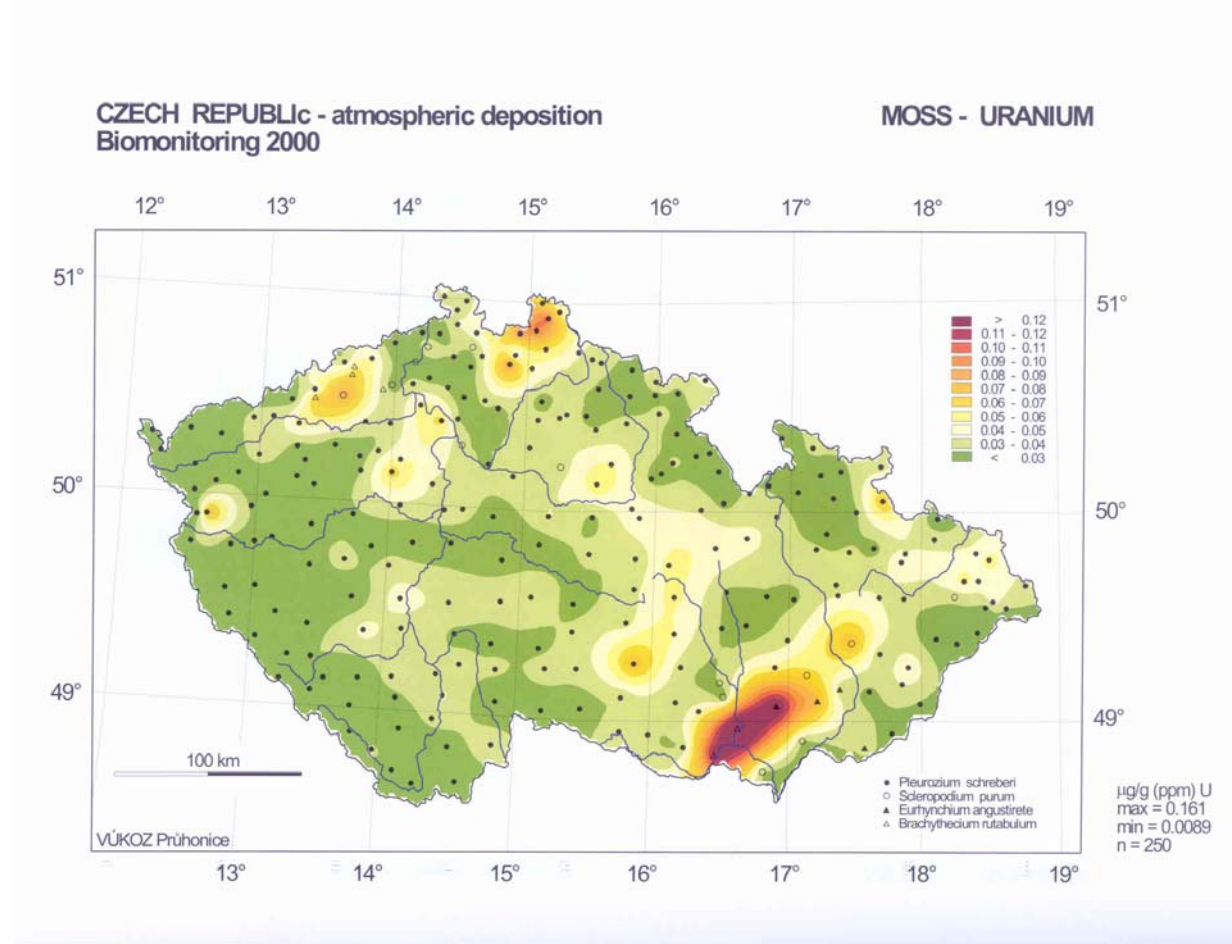 CZECH REPUBLIc - atmospheric deposition
Biomonitoring 2000
MOSS - URANIUM
12° 13° 14° 15° 16° 17° 18° 19°
51° 51°
> 0.12
0.11 - 0.12
0.10 - 0.11
0.09 - 0.10
0.08 - 0.09
0.07 - 0.08
0.06 - 0.07
0.05 - 0.06
0.04 - 0.05
0.03 - 0.04
< 0.03
50° 50°
49° 49°
100 km
Pleurozium schreberi
Scleropodium purum
Eurhynchium angustirete
Brachythecium rutabulum
µg/g (ppm) U
max = 0.161
min = 0.0089
n = 250
VÚKOZ Průhonice
13° 14° 15° 16° 17° 18° 19°